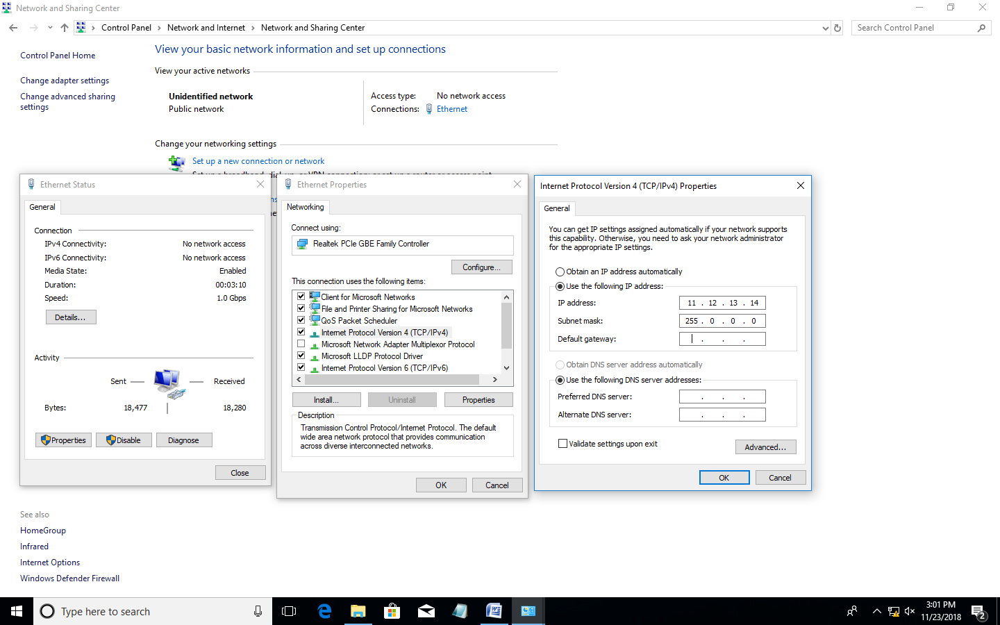 Network and Sharing Center
Control Panel > Network and Internet > Network and Sharing Center
Search Control Panel
Control Panel Home
Change adapter settings
Change advanced sharing
settings
View your basic network information and set up connections
View your active networks
Unidentified network
Public network
Access type: No network access
Connections: Ethernet
Change your networking settings
Set up a new connection or network
Ethernet Status
General
Connection
IPv4 Connectivity: No network access
IPv6 Connectivity: No network access
Media State: Enabled
Duration: 00:03:10
Speed: 1.0 Gbps
Details...
Activity
Sent Received
Bytes: 18,477 18,280
Properties Disable Diagnose
Close
Ethernet Properties
Networking
Connect using:
Realtek PCIe GBE Family Controller
Configure...
This connection uses the following items:
Client for Microsoft Networks
File and Printer Sharing for Microsoft Networks
QoS Packet Scheduler
Internet Protocol Version 4 (TCP/IPv4)
Microsoft Network Adapter Multiplexor Protocol
Microsoft LLDP Protocol Driver
Internet Protocol Version 6 (TCP/IPv6)
Install... Uninstall Properties
Description
Transmission Control Protocol/Internet Protocol. The default
wide area network protocol that provides communication
across diverse interconnected networks.
OK Cancel
Internet Protocol Version 4 (TCP/IPv4) Properties
General
You can get IP settings assigned automatically if your network supports
this capability. Otherwise, you need to ask your network administrator
for the appropriate IP settings.
Obtain an IP address automatically
Use the following IP address:
IP address: 11 . 12 . 13 . 14
Subnet mask: 255 . 0 . 0 . 0
Default gateway: . . .
Obtain DNS server address automatically
Use the following DNS server addresses:
Preferred DNS server: . . .
Alternate DNS server: . . .
Validate settings upon exit
Advanced...
OK Cancel
See also
HomeGroup
Infrared
Internet Options
Windows Defender Firewall
Type here to search
3:01 PM
11/23/2018
2